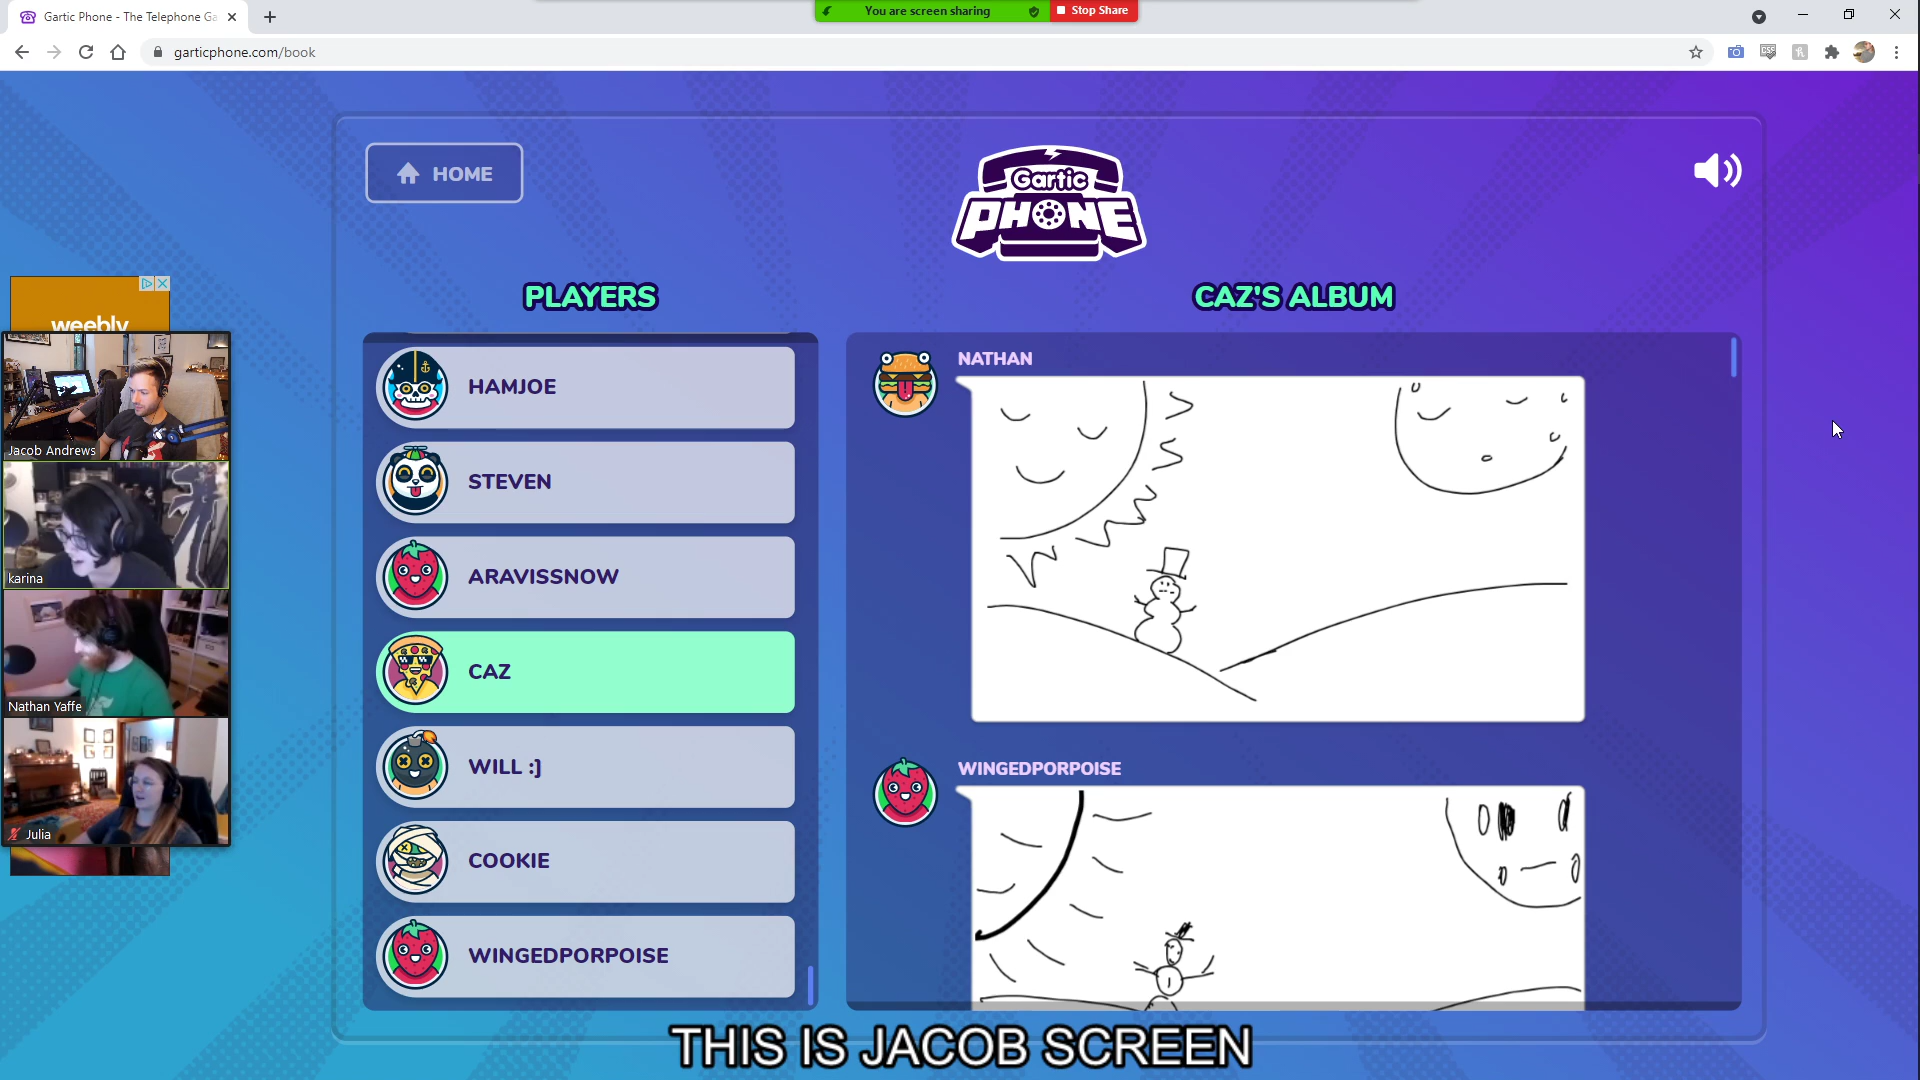 Gartic Phone - The Telephone Ga
You are screen sharing
Stop Share
garticphone.com/book
HOME
Gartic
PHONE
PLAYERS
CAZ'S ALBUM
weebly
Jacob Andrews
karina
Nathan Yaffe
Julia
HAMJOE
STEVEN
ARAVISSNOW
CAZ
WILL :]
COOKIE
WINGEDPORPOISE
NATHAN
WINGEDPORPOISE
THIS IS JACOB SCREEN